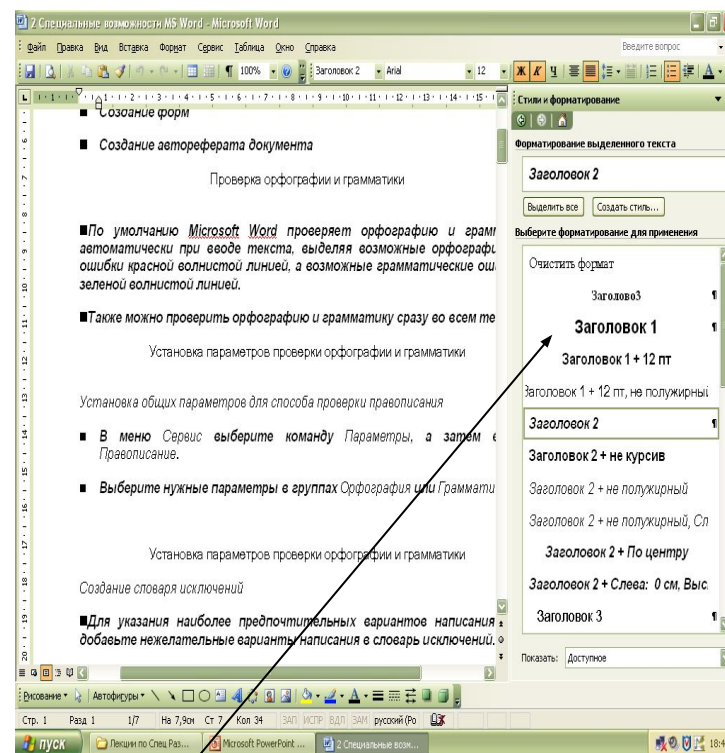 2 Специальные возможности MS Word - Microsoft Word
Файл Правка Вид Вставка Формат Сервис Таблица Окно Справка
Введите вопрос
100% Заголовок 2 Arial 12 Ж К Ч
Создание форм
Создание автореферата документа
Проверка орфографии и грамматики
По умолчанию Microsoft Word проверяет орфографию и грамм
автоматически при вводе текста, выделяя возможные орфографи
ошибки красной волнистой линией, а возможные грамматические ош
зеленой волнистой линией.
Также можно проверить орфографию и грамматику сразу во всем те
Установка параметров проверки орфографии и грамматики
Установка общих параметров для способа проверки правописания
В меню Сервис выберите команду Параметры, а затем в
Правописание.
Выберите нужные параметры в группах Орфография или Граммати
Установка параметров проверки орфографии и грамматики
Создание словаря исключений
Для указания наиболее предпочтительных вариантов написания
добавьте нежелательные варианты написания в словарь исключений.
Стили и форматирование
Форматирование выделенного текста
Заголовок 2
Выделить все Создать стиль...
Выберите форматирование для применения
Очистить формат
Заголово3
Заголовок 1
Заголовок 1 + 12 пт
Заголовок 1 + 12 пт, не полужирный
Заголовок 2
Заголовок 2 + не курсив
Заголовок 2 + не полужирный
Заголовок 2 + не полужирный, Сл
Заголовок 2 + По центру
Заголовок 2 + Слева: 0 см, Выс
Заголовок 3
Показать: Доступное
Рисование Автофигуры
Стр. 1 Разд 1 1/7 На 7,9см Ст 7 Кол 34 ЗАП ИСПР ВДЛ ЗАМ русский (Ро
пуск Лекции по Спец Раз... Microsoft PowerPoint ... 2 Специальные возм...